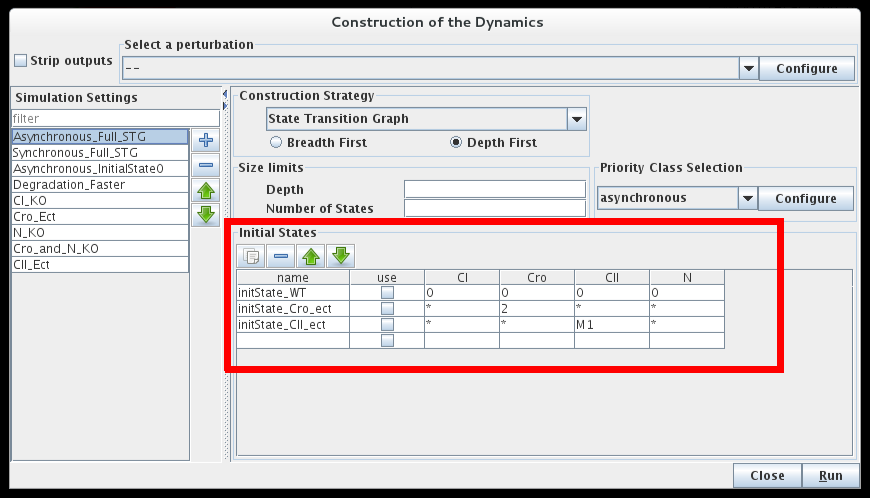 Construction of the Dynamics
Strip outputs
Select a perturbation
--
Configure
Simulation Settings
filter
Asynchronous_Full_STG
Synchronous_Full_STG
Asynchronous_InitialState0
Degradation_Faster
CI_KO
Cro_Ect
N_KO
Cro_and_N_KO
CII_Ect
Construction Strategy
State Transition Graph
Breadth First
Depth First
Size limits
Depth
Number of States
Priority Class Selection
asynchronous
Configure
Initial States
name use CI Cro CII N
initState_WT 0 0 0 0
initState_Cro_ect * 2 * *
initState_CII_ect * * M1 *
Close
Run